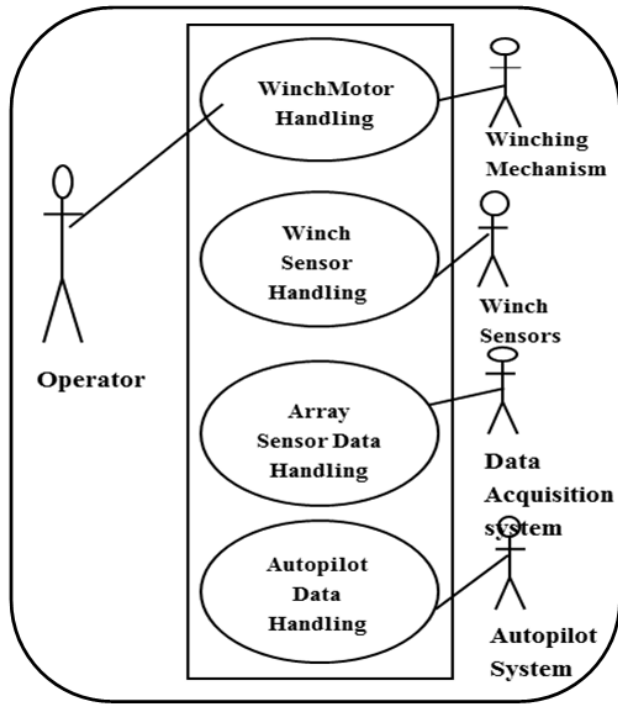 WinchMotor
Handling
Winching
Mechanism
Winch
Sensor
Handling
Winch
Sensors
Operator
Array
Sensor Data
Handling
Data
Acquisition
system
Autopilot
Data
Handling
Autopilot
System